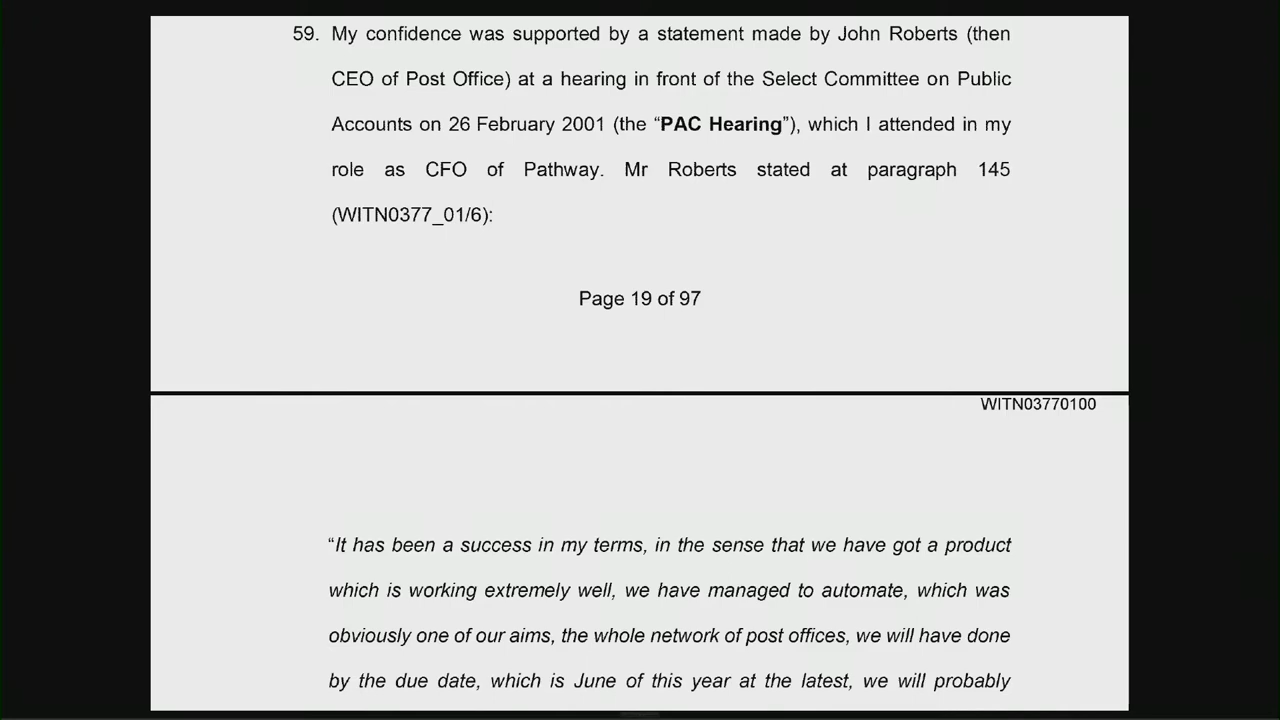 59. My confidence was supported by a statement made by John Roberts (then
CEO of Post Office) at a hearing in front of the Select Committee on Public
Accounts on 26 February 2001 (the “PAC Hearing”), which I attended in my
role as CFO of Pathway. Mr Roberts stated at paragraph 145
(WITN0377_01/6):
Page 19 of 97
WITN03770100
“It has been a success in my terms, in the sense that we have got a product
which is working extremely well, we have managed to automate, which was
obviously one of our aims, the whole network of post offices, we will have done
by the due date, which is June of this year at the latest, we will probably